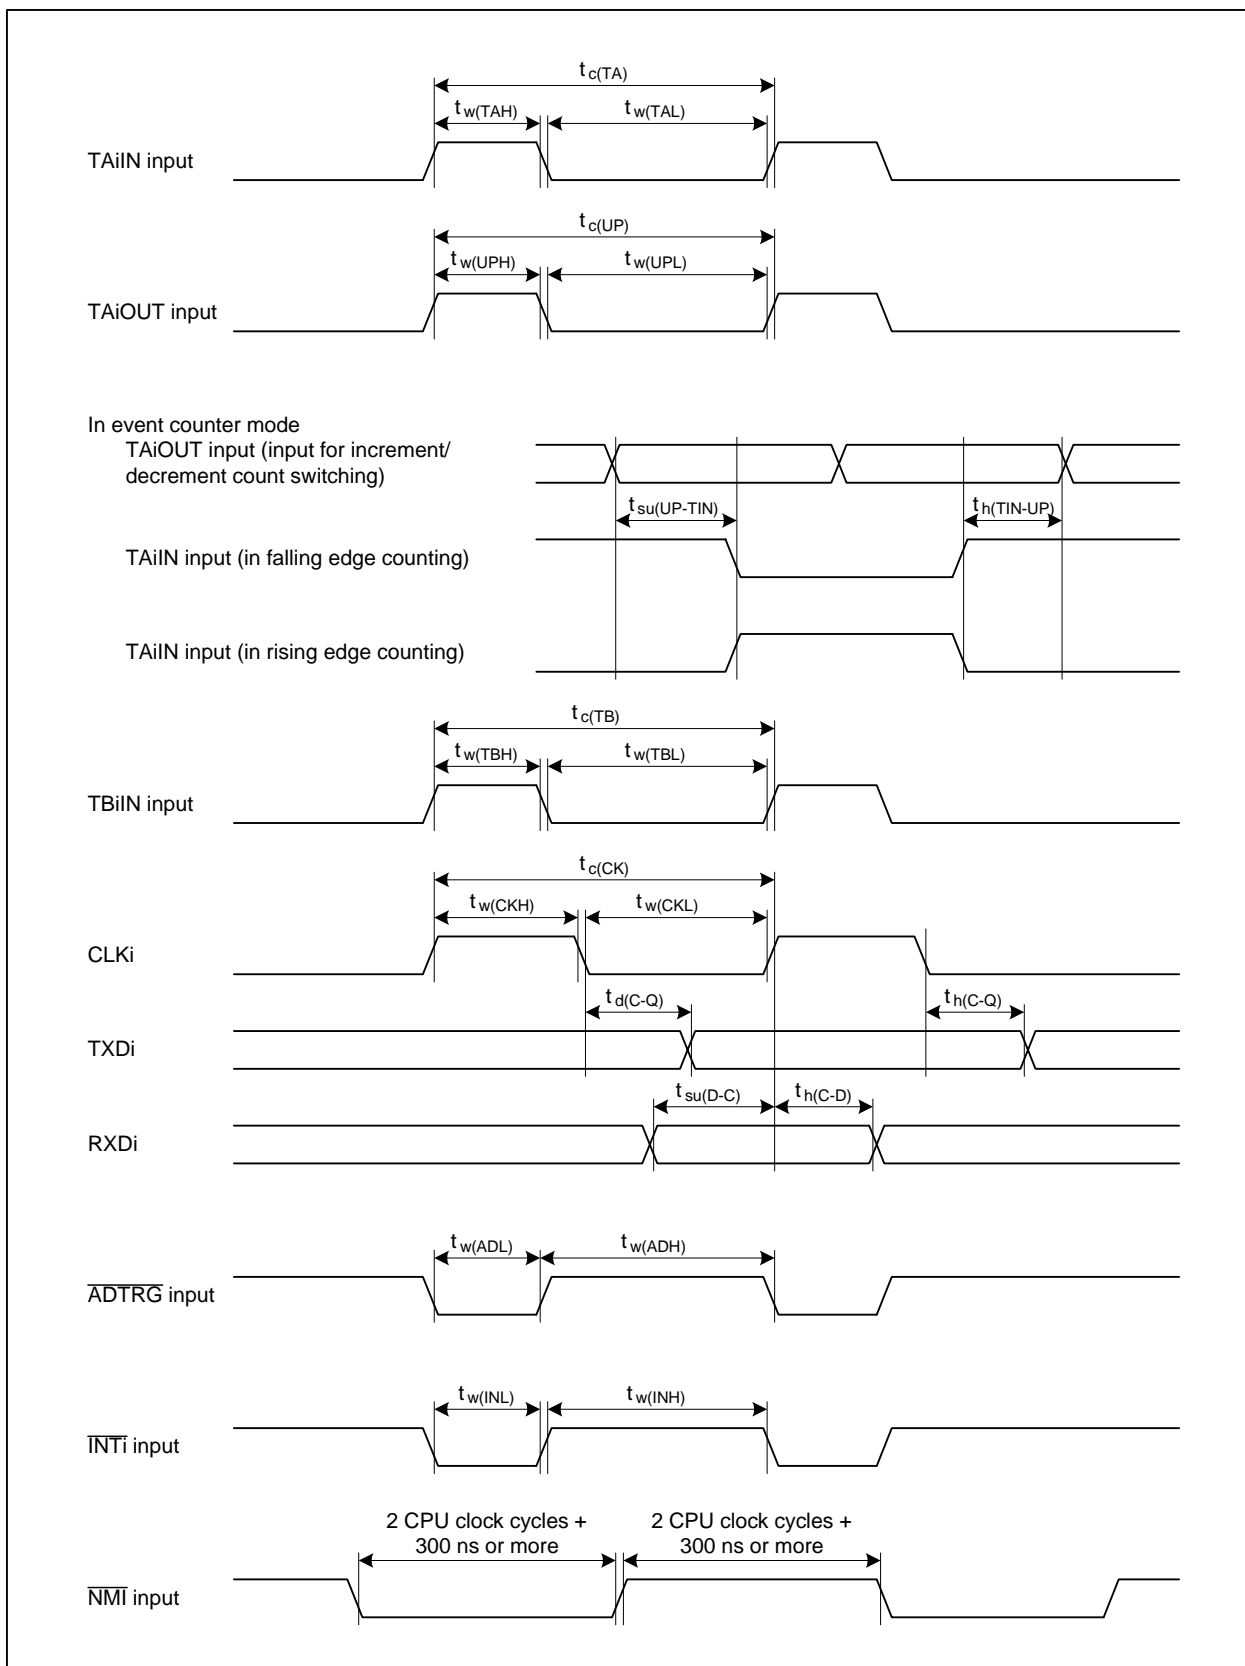 tc(TA)
tw(TAH) tw(TAL)
TAiIN input
tc(UP)
tw(UPH) tw(UPL)
TAiOUT input
In event counter mode
TAiOUT input (input for increment/
decrement count switching)
tsu(UP-TIN) th(TIN-UP)
TAiIN input (in falling edge counting)
TAiIN input (in rising edge counting)
tc(TB)
tw(TBH) tw(TBL)
TBiIN input
tc(CK)
tw(CKH) tw(CKL)
CLKi
td(C-Q) th(C-Q)
TXDi
tsu(D-C) th(C-D)
RXDi
tw(ADL) tw(ADH)
ADTRG input
tw(INL) tw(INH)
INTi input
2 CPU clock cycles + 2 CPU clock cycles +
300 ns or more 300 ns or more
NMI input